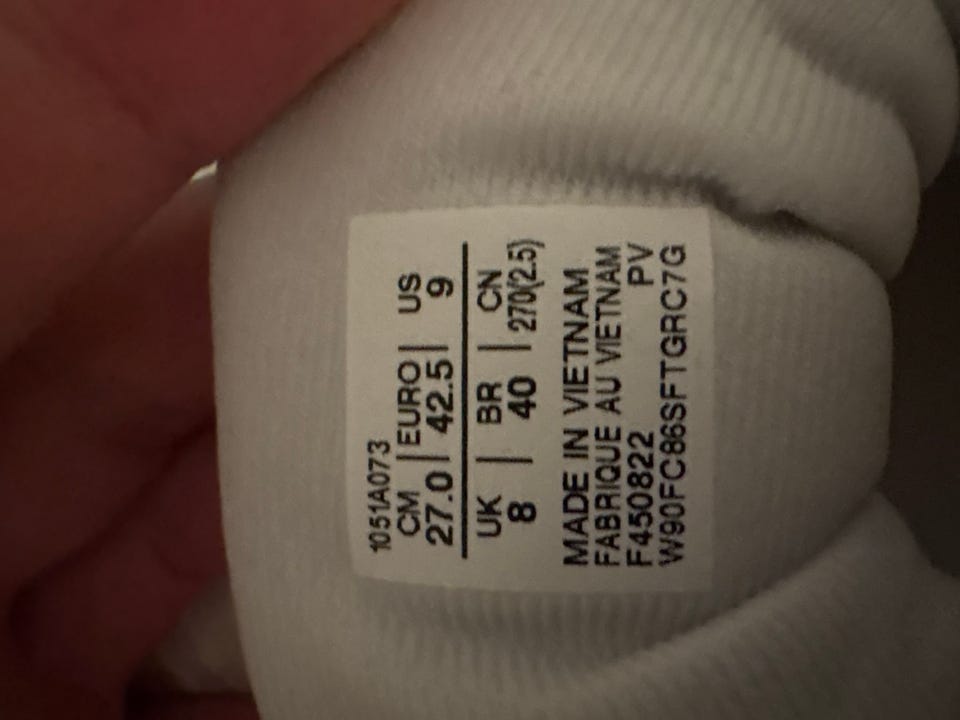 1051A073
CM | EURO | US
27.0 | 42.5 | 9
UK | BR | CN
8 | 40 | 270(2.5)
MADE IN VIETNAM
FABRIQUE AU VIETNAM
F450822 PV
W90FC86SFTGRC7G